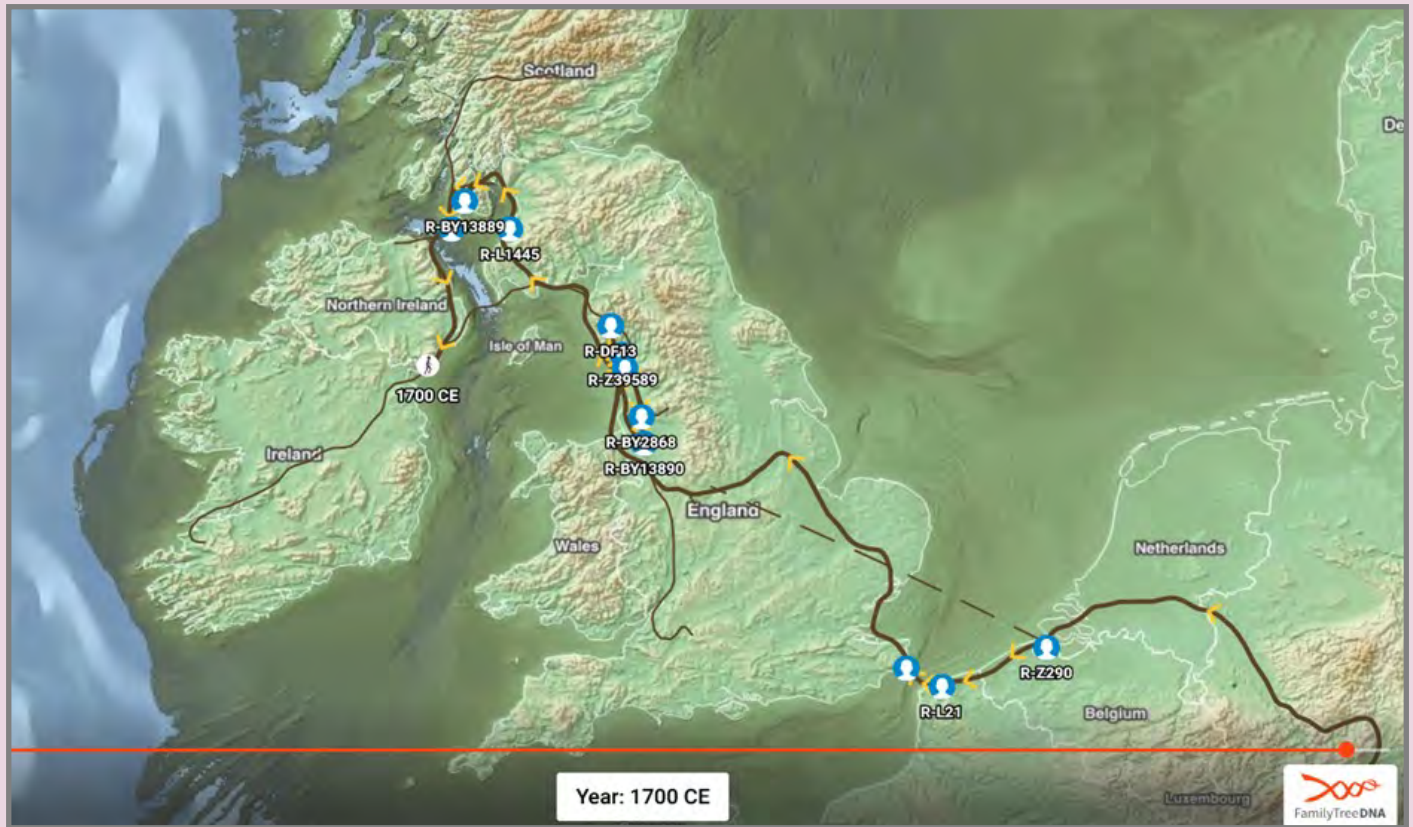 Scotland
De
R-BY13889
R-L1445
Northern Ireland
Isle of Man
R-DF13
R-Z39589
1700 CE
R-BY2868
Ireland
R-BY13890
England
Wales
Netherlands
R-Z290
R-L21
Belgium
Year: 1700 CE
Luxembourg
FamilyTreeDNA